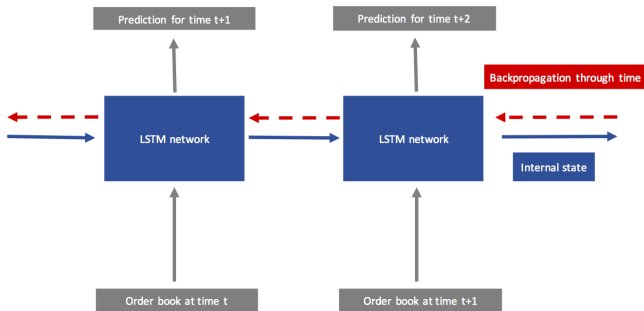 Prediction for time t+1
Prediction for time t+2
Backpropagation through time
LSTM network
LSTM network
Internal state
Order book at time t
Order book at time t+1